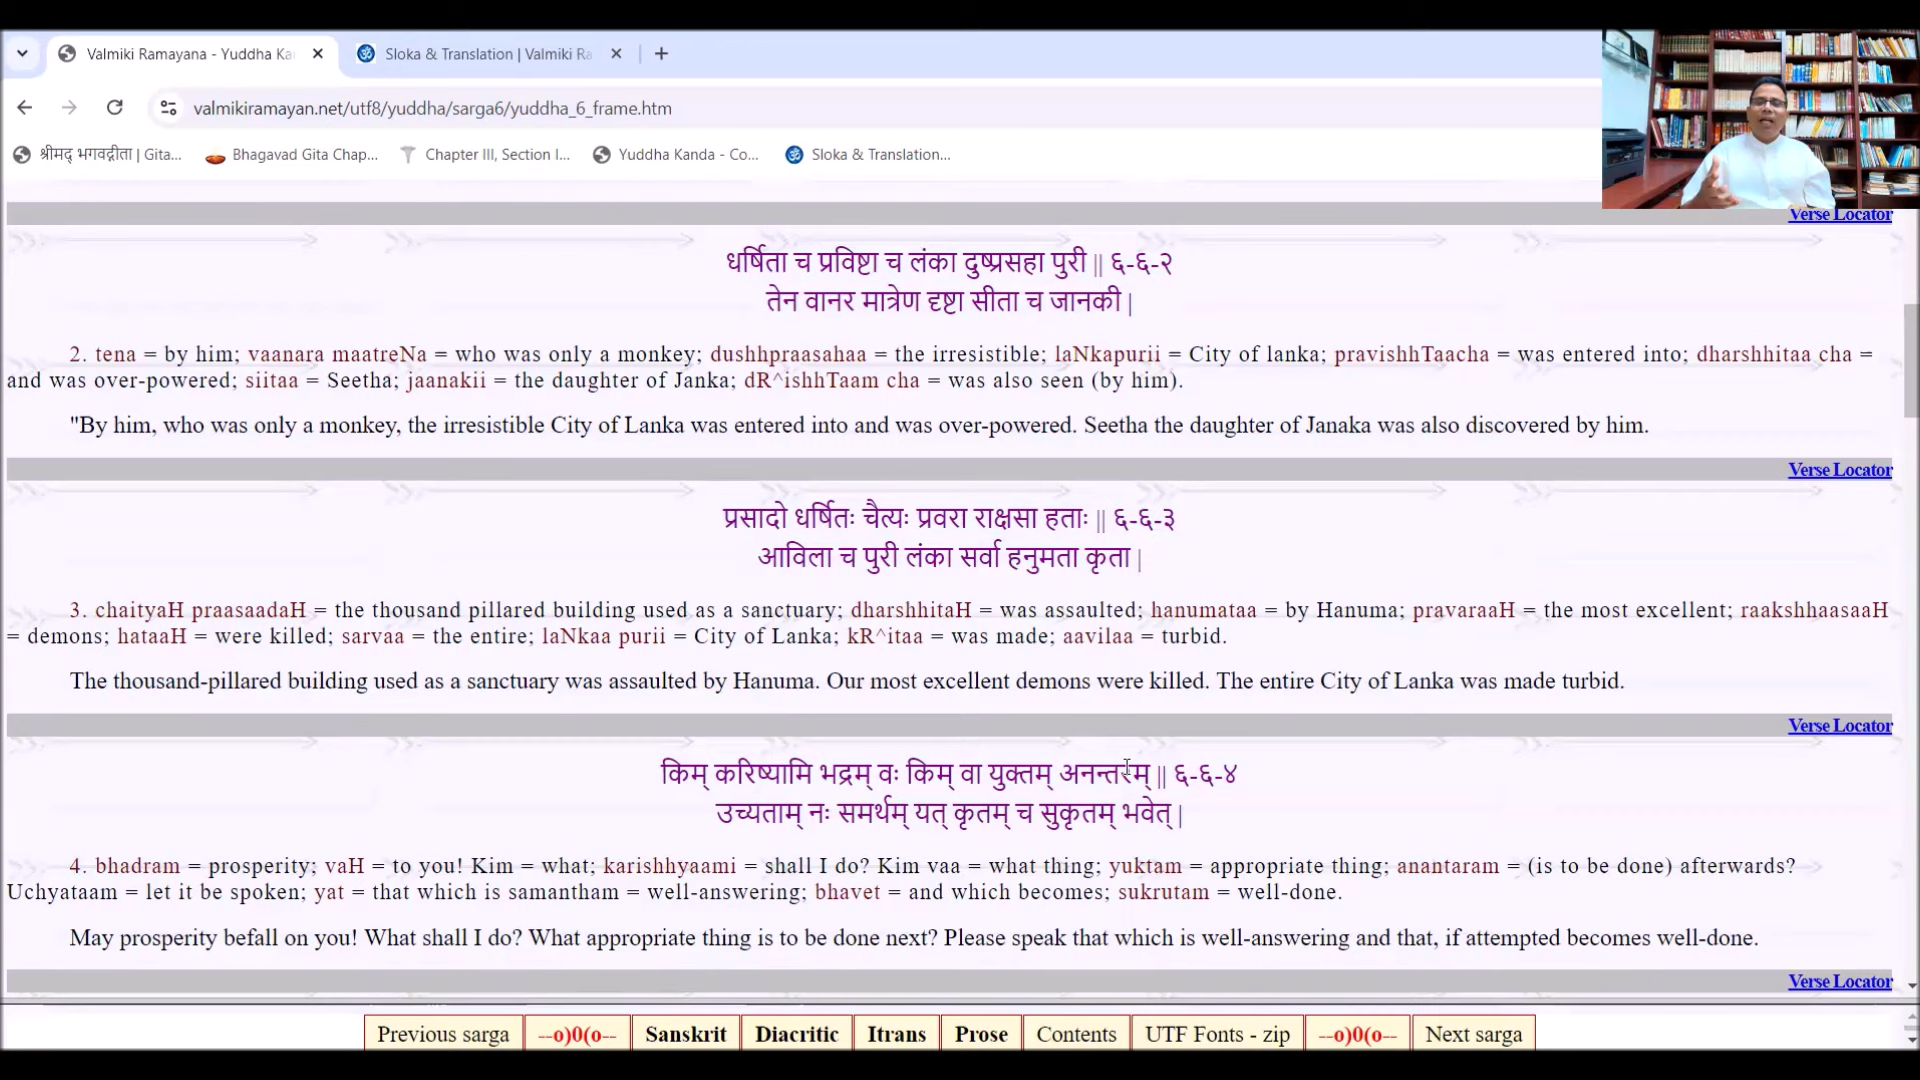 Valmiki Ramayana - Yuddha Ka
Sloka & Translation | Valmiki Ra
valmikiramayan.net/utf8/yuddha/sarga6/yuddha_6_frame.htm
श्रीमद् भगवद्गीता | Gita...
Bhagavad Gita Chap...
Chapter III, Section I...
Yuddha Kanda - Co...
Sloka & Translation...
Verse Locator
धर्षिता च प्रविष्टा च लंका दुष्प्रसहा पुरी || ६-६-२
तेन वानर मात्रेण दृष्टा सीता च जानकी |
2. tena = by him; vaanara maatreNa = who was only a monkey; dushhpraasahaa = the irresistible; laNkapurii = City of lanka; pravishhTaacha = was entered into; dharshhitaa cha =
and was over-powered; siitaa = Seetha; jaanakii = the daughter of Janka; dR^ishhTaam cha = was also seen (by him).
"By him, who was only a monkey, the irresistible City of Lanka was entered into and was over-powered. Seetha the daughter of Janaka was also discovered by him.
Verse Locator
प्रसादो धर्षितः चैत्यः प्रवरा राक्षसा हताः || ६-६-३
आविला च पुरी लंका सर्वा हनुमता कृता |
3. chaityaH praasaadaH = the thousand pillared building used as a sanctuary; dharshhitaH = was assaulted; hanumataa = by Hanuma; pravaraaH = the most excellent; raakshhaasaaH
= demons; hataaH = were killed; sarvaa = the entire; laNkaa purii = City of Lanka; kR^itaa = was made; aavilaa = turbid.
The thousand-pillared building used as a sanctuary was assaulted by Hanuma. Our most excellent demons were killed. The entire City of Lanka was made turbid.
Verse Locator
किम् करिष्यामि भद्रम् वः किम् वा युक्तम् अनन्तरम् || ६-६-४
उच्यताम् नः समर्थम् यत् कृतम् च सुकृतम् भवेत् |
4. bhadram = prosperity; vaH = to you! Kim = what; karishhyaami = shall I do? Kim vaa = what thing; yuktam = appropriate thing; anantaram = (is to be done) afterwards?
Uchyataam = let it be spoken; yat = that which is samantham = well-answering; bhavet = and which becomes; sukrutam = well-done.
May prosperity befall on you! What shall I do? What appropriate thing is to be done next? Please speak that which is well-answering and that, if attempted becomes well-done.
Verse Locator
Previous sarga --o)0(o-- Sanskrit Diacritic Itrans Prose Contents UTF Fonts - zip --o)0(o-- Next sarga